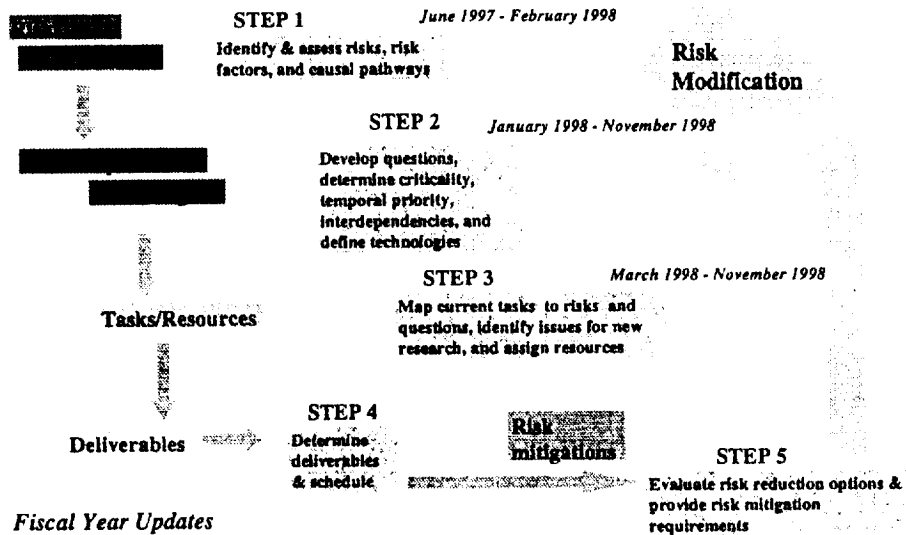 STEP 1
June 1997 - February 1998
Identify & assess risks, risk
factors, and causal pathways
Risk
Modification
STEP 2
January 1998 - November 1998
Develop questions,
determine criticality,
temporal priority,
interdependencies, and
define technologies
STEP 3
March 1998 - November 1998
Map current tasks to risks and
questions, identify issues for new
research, and assign resources
Tasks/Resources
STEP 4
Deliverables
Determine
deliverables
& schedule
Risk
mitigations
STEP 5
Evaluate risk reduction options &
provide risk mitigation
requirements
Fiscal Year Updates